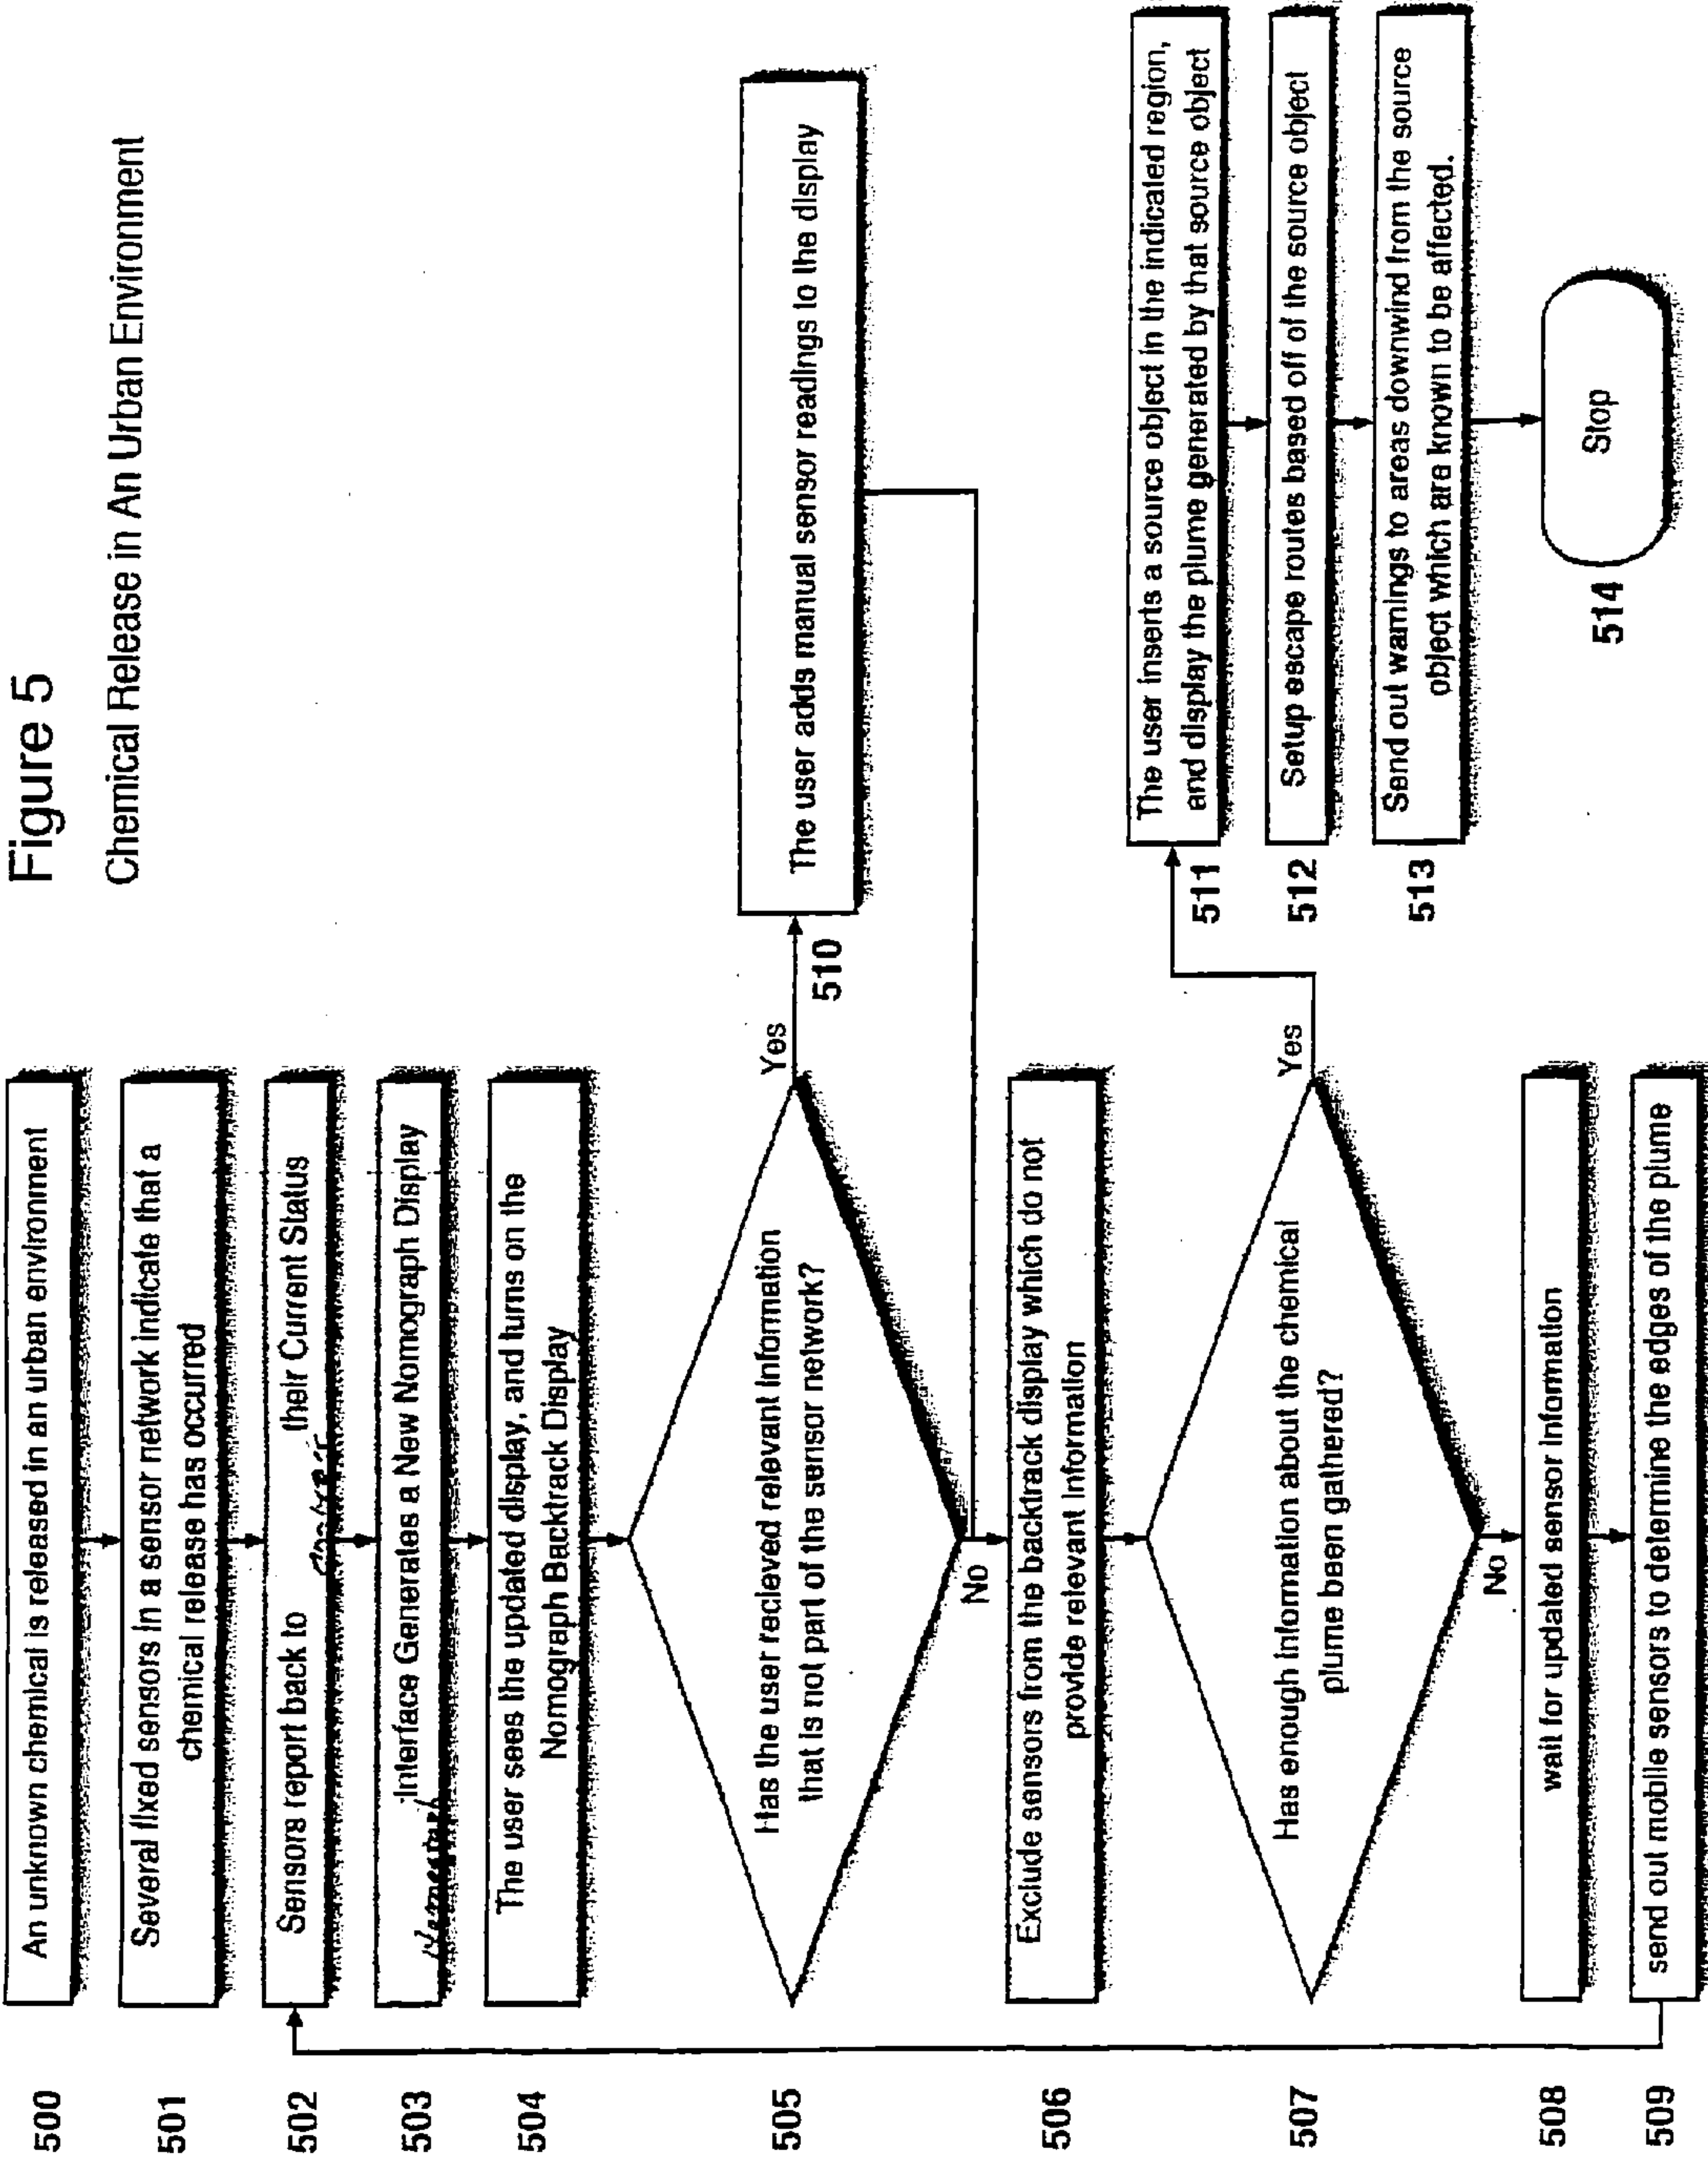 Figure 5
Chemical Release in An Urban Environment
500
An unknown chemical is released in an urban environment
501
Several fixed sensors in a sensor network indicate that a
chemical release has occurred
502
Sensors report back to their Current Status
503
Interface Generates a New Nomograph Display
504
The user sees the updated display, and turns on the
Nomograph Backtrack Display
505
Has the user recieved relevant information
that is not part of the sensor network?
Yes
No
510
The user adds manual sensor readings to the display
506
Exclude sensors from the backtrack display which do not
provide relevant information
507
Has enough information about the chemical
plume been gathered?
Yes
No
508
wait for updated sensor information
509
send out mobile sensors to determine the edges of the plume
511
The user inserts a source object in the indicated region,
and display the plume generated by that source object
512
Setup escape routes based off of the source object
513
Send out warnings to areas downwind from the source
object which are known to be affected.
514
Stop